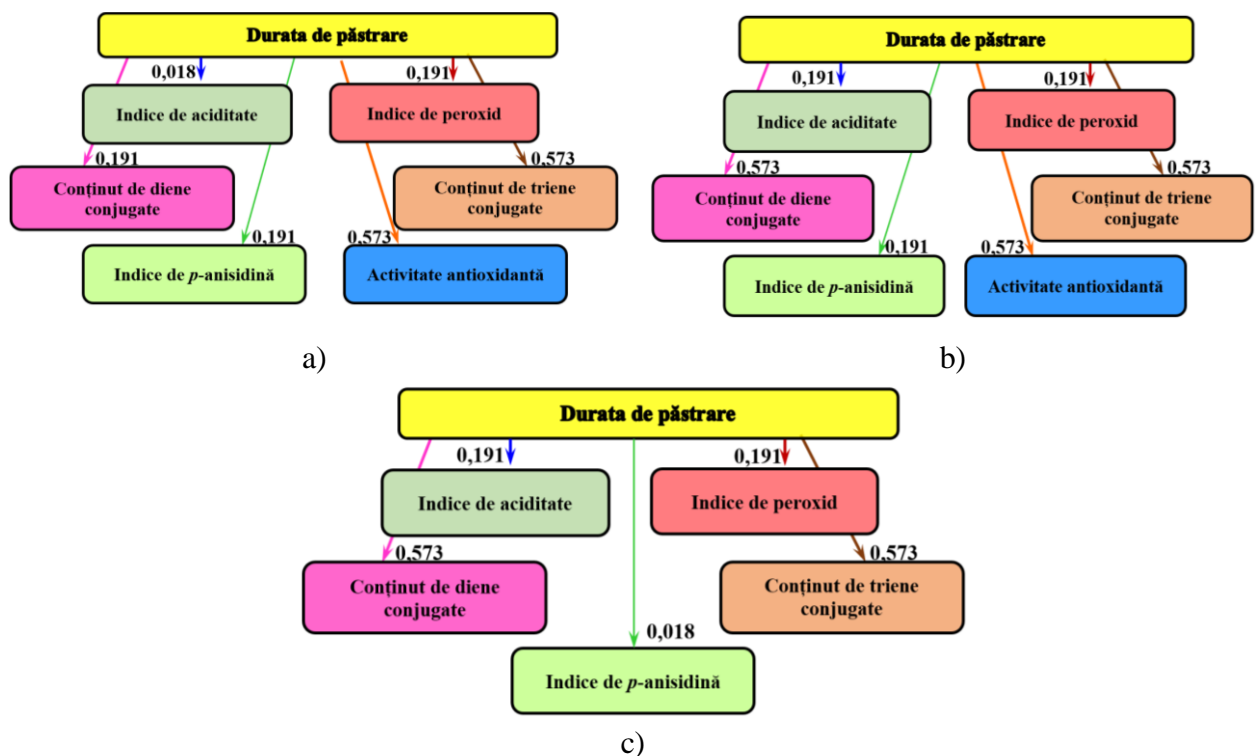 Durata de păstrare
0,018
0,191
Indice de aciditate
Indice de peroxid
0,191
0,573
Conținut de diene
conjugate
Conținut de triene
conjugate
0,191
0,573
Indice de p-anisidină
Activitate antioxidantă
a)
Durata de păstrare
0,191
0,191
Indice de aciditate
Indice de peroxid
0,573
0,573
Conținut de diene
conjugate
Conținut de triene
conjugate
0,191
0,573
Indice de p-anisidină
Activitate antioxidantă
b)
Durata de păstrare
0,191
0,191
Indice de aciditate
Indice de peroxid
0,573
0,573
Conținut de diene
conjugate
Conținut de triene
conjugate
0,018
Indice de p-anisidină
c)